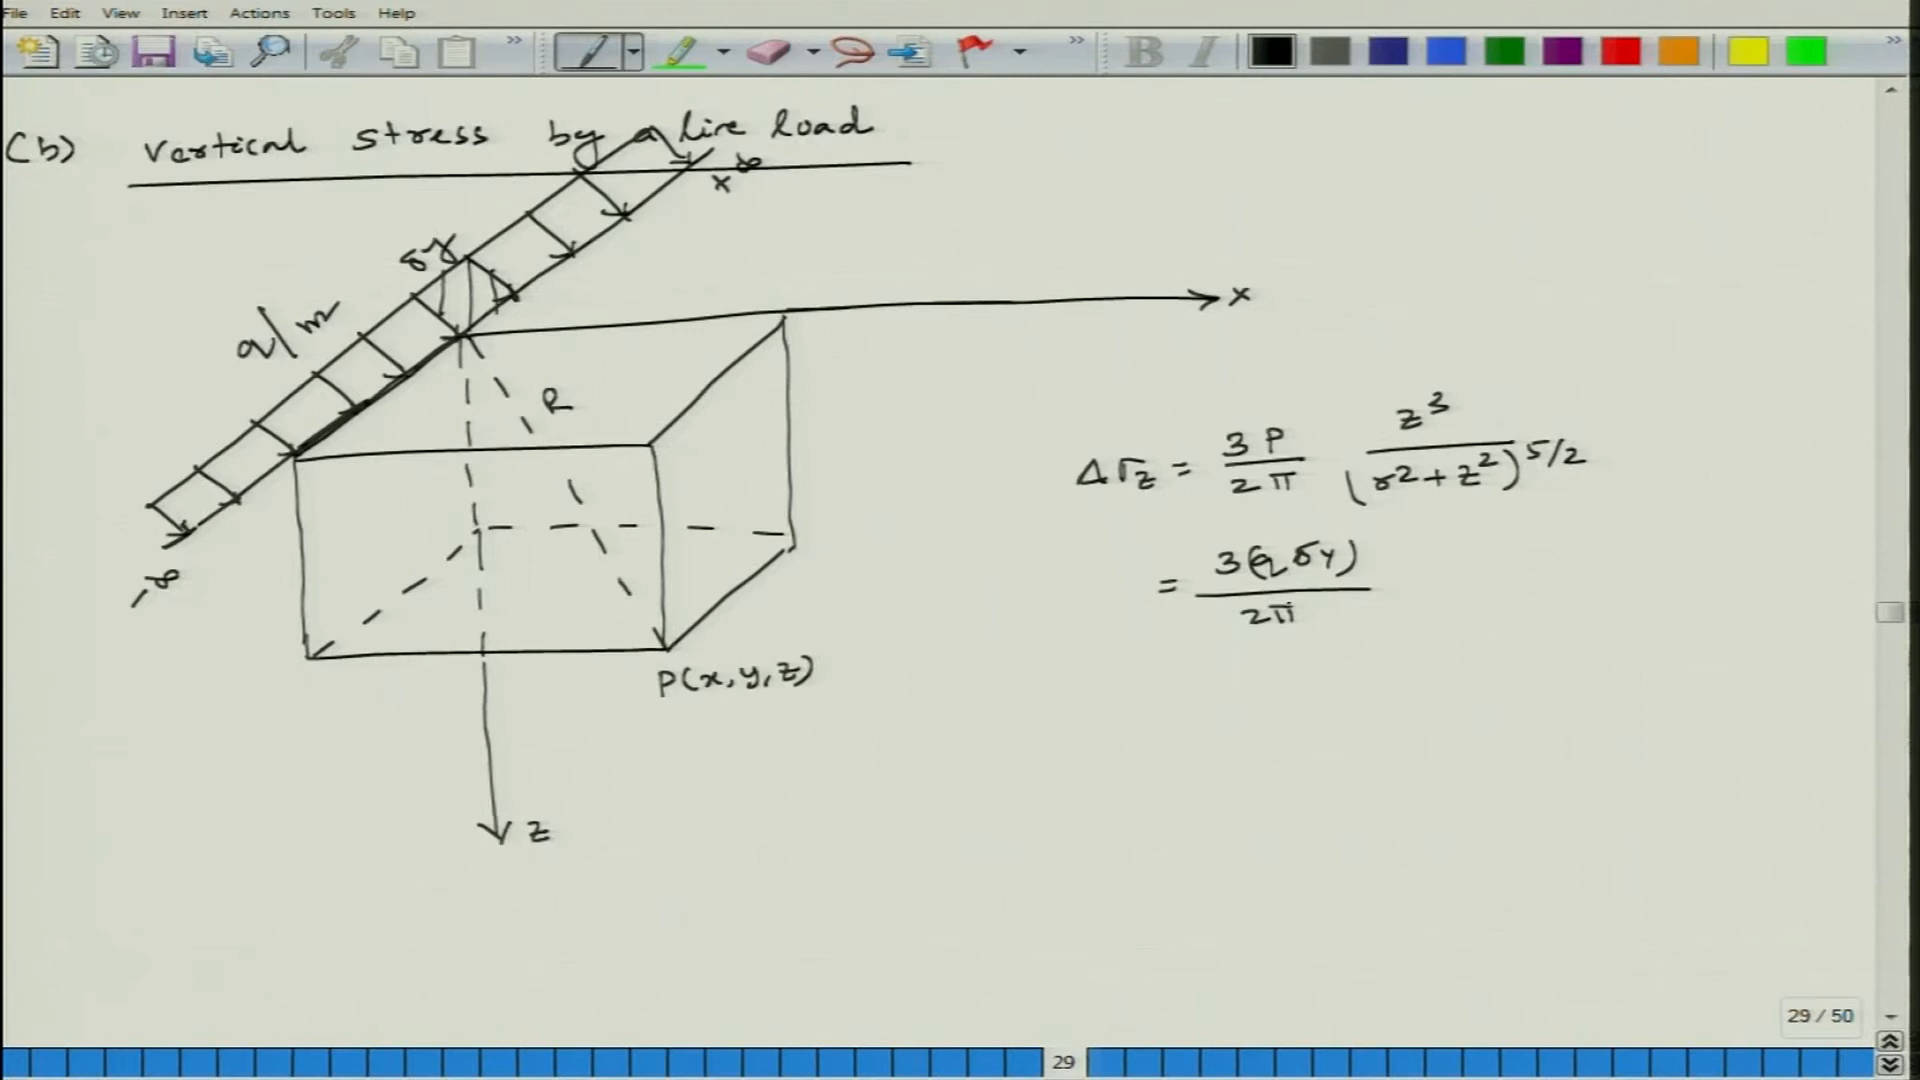 File Edit View Insert Actions Tools Help
B I
(b) Vertical stress by a line load
∞
x
δy
q/m
x
R
Δσz = 3P/2π z³/(r²+z²)^5/2
= 3(qδy)/2π
-∞
P(x,y,z)
z
29 / 50
29